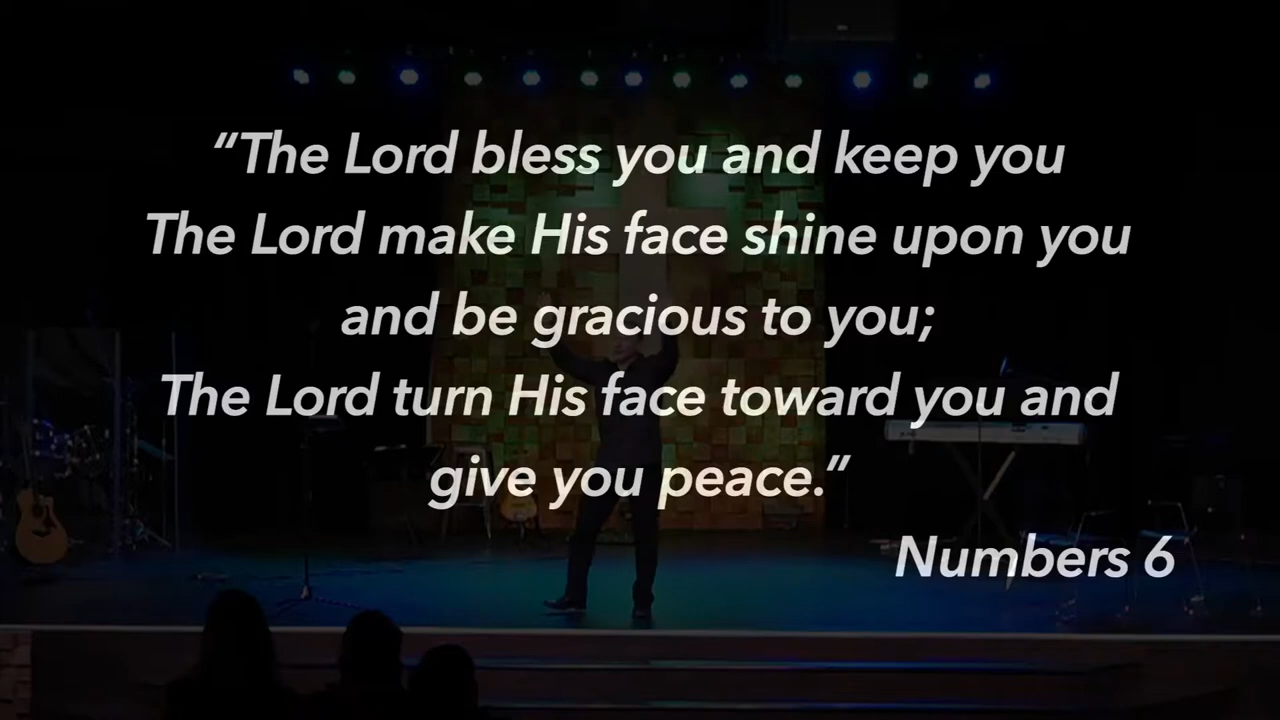 “The Lord bless you and keep you
The Lord make His face shine upon you
and be gracious to you;
The Lord turn His face toward you and
give you peace.”
Numbers 6